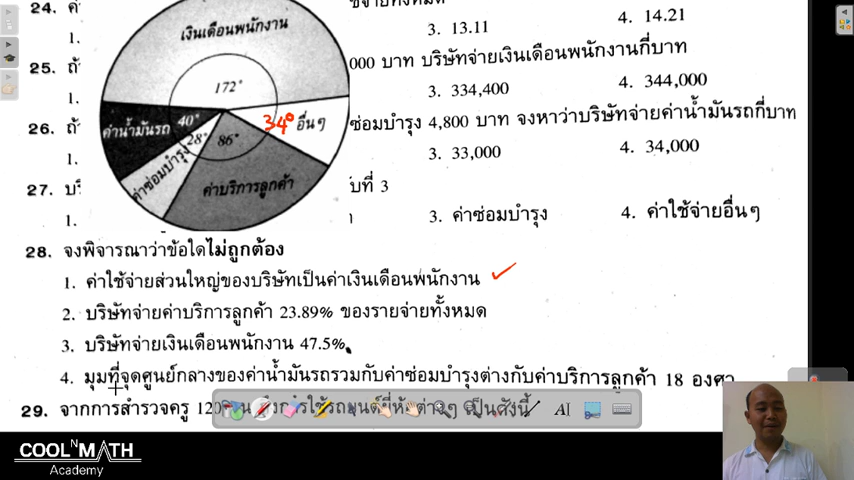 24. ค่
3. 13.11
4. 14.21
1.
25. ถ้
000 บาท บริษัทจ่ายเงินเดือนพนักงานกี่บาท
1.
3. 334,400
4. 344,000
26. ถ้
ซ่อมบำรุง 4,800 บาท จงหาว่าบริษัทจ่ายค่าน้ำมันรถกี่บาท
1.
3. 33,000
4. 34,000
27. บริ
บที่ 3
1.
3. ค่าซ่อมบำรุง
4. ค่าใช้จ่ายอื่นๆ
เงินเดือนพนักงาน
172°
ค่าน้ำมันรถ 40°
34° อื่นๆ
28°
86°
ค่าซ่อมบำรุง
ค่าบริการลูกค้า
28. จงพิจารณาว่าข้อใดไม่ถูกต้อง
1. ค่าใช้จ่ายส่วนใหญ่ของบริษัทเป็นค่าเงินเดือนพนักงาน
2. บริษัทจ่ายค่าบริการลูกค้า 23.89% ของรายจ่ายทั้งหมด
3. บริษัทจ่ายเงินเดือนพนักงาน 47.5%
4. มุมที่จุดศูนย์กลางของค่าน้ำมันรถรวมกับค่าซ่อมบำรุงต่างกับค่าบริการลูกค้า 18 องศา
29. จากการสำรวจครู 120 เป็นดังนี้
COOL N MATH
Academy